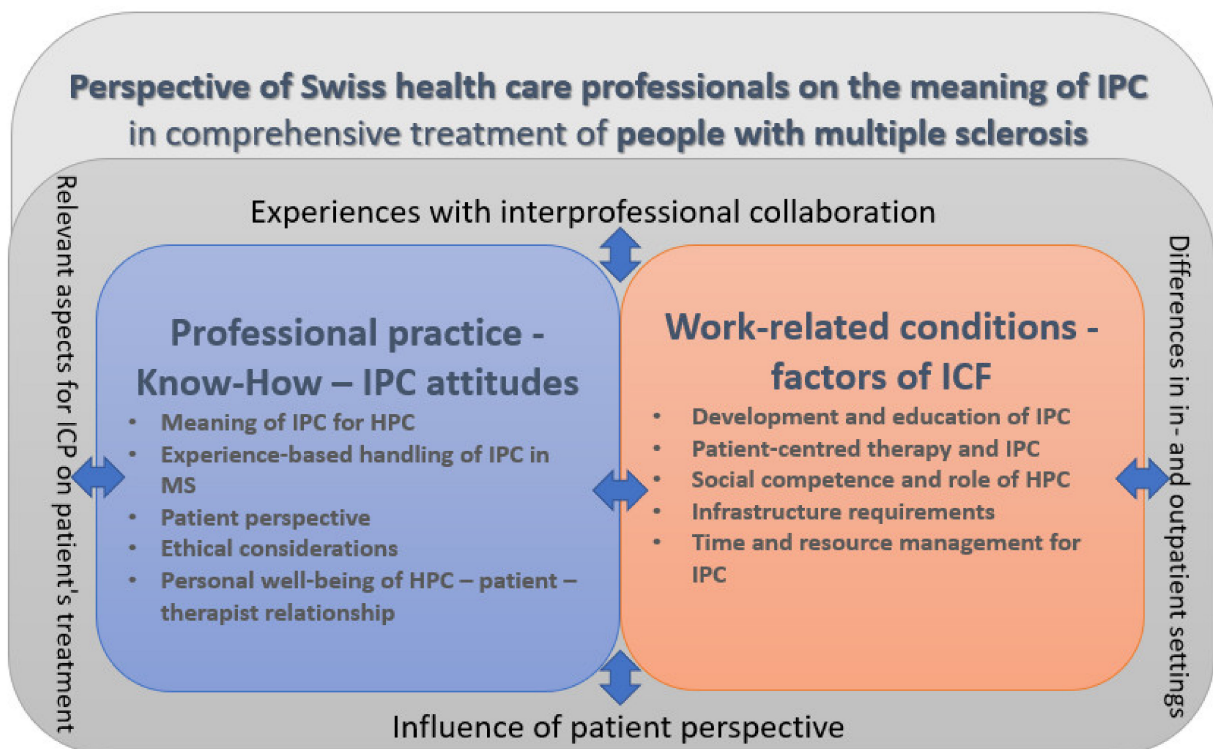 Perspective of Swiss health care professionals on the meaning of IPC
in comprehensive treatment of people with multiple sclerosis
Experiences with interprofessional collaboration
Relevant aspects for ICP on patient's treatment
Professional practice -
Know-How – IPC attitudes
• Meaning of IPC for HPC
• Experience-based handling of IPC in
MS
• Patient perspective
• Ethical considerations
• Personal well-being of HPC – patient –
therapist relationship
Work-related conditions -
factors of ICF
• Development and education of IPC
• Patient-centred therapy and IPC
• Social competence and role of HPC
• Infrastructure requirements
• Time and resource management for
IPC
Differences in in- and outpatient settings
Influence of patient perspective